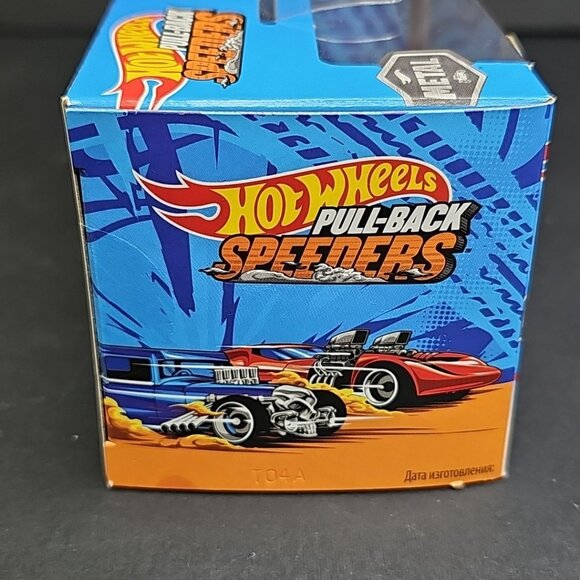 HOT WHEELS
PULL-BACK
SPEEDERS
METAL
HOT WHEELS
PULL-BACK
SPEEDERS
T04A
Дата изготовления: